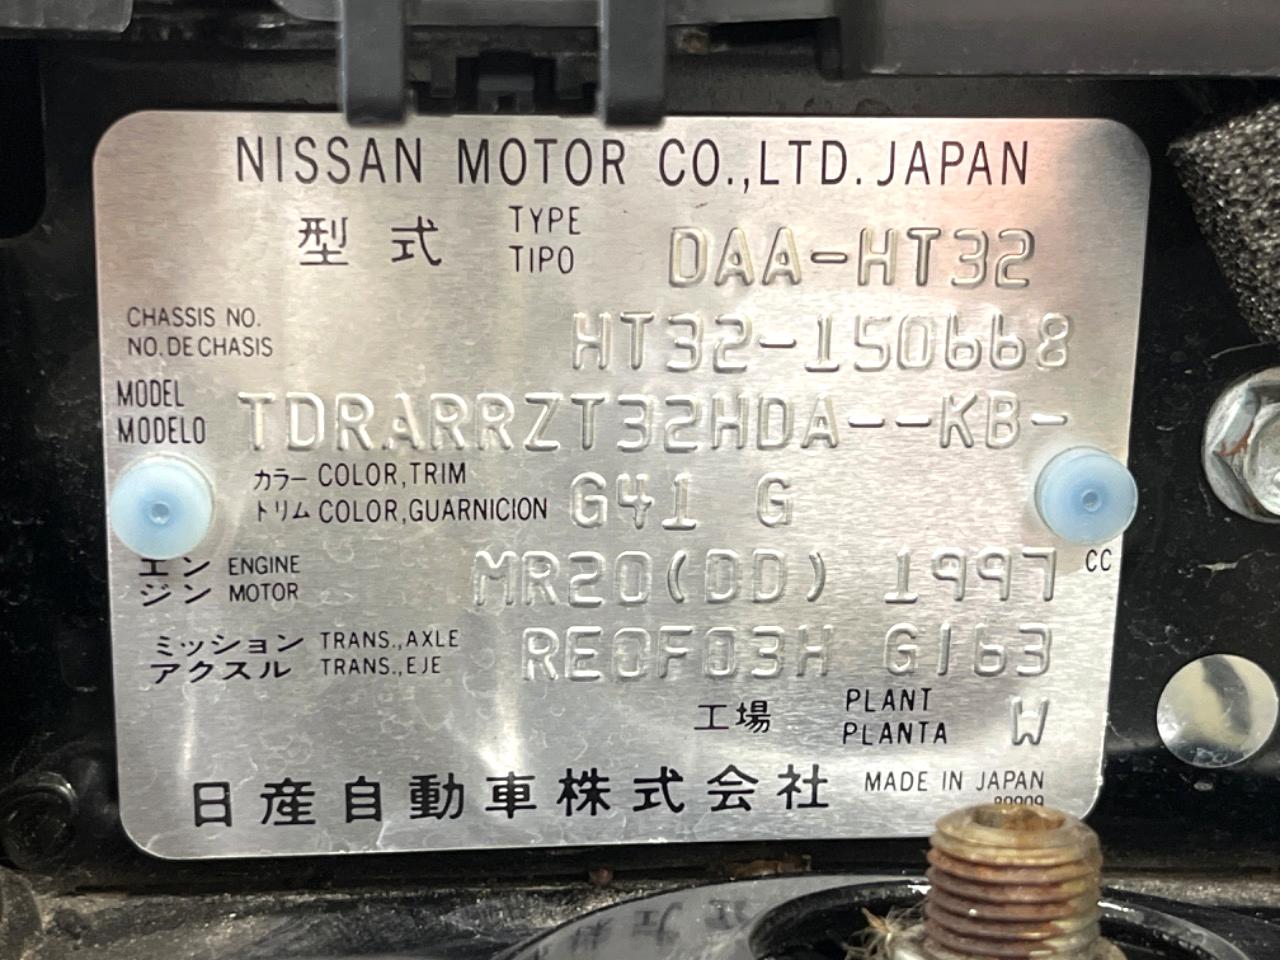 NISSAN MOTOR CO.,LTD. JAPAN
型式 TYPE DAA-HT32
TIPO
CHASSIS NO. HT32-150668
NO. DE CHASIS
MODEL TDRARRZT32HDA--KB-
MODELO
カラー COLOR, TRIM G41 G
トリム COLOR, GUARNICION
エン ENGINE MR20(DD) 1997 CC
ジン MOTOR
ミッション TRANS., AXLE RE0F03H G163
アクスル TRANS., EJE
工場 PLANT W
PLANTA
日産自動車株式会社 MADE IN JAPAN